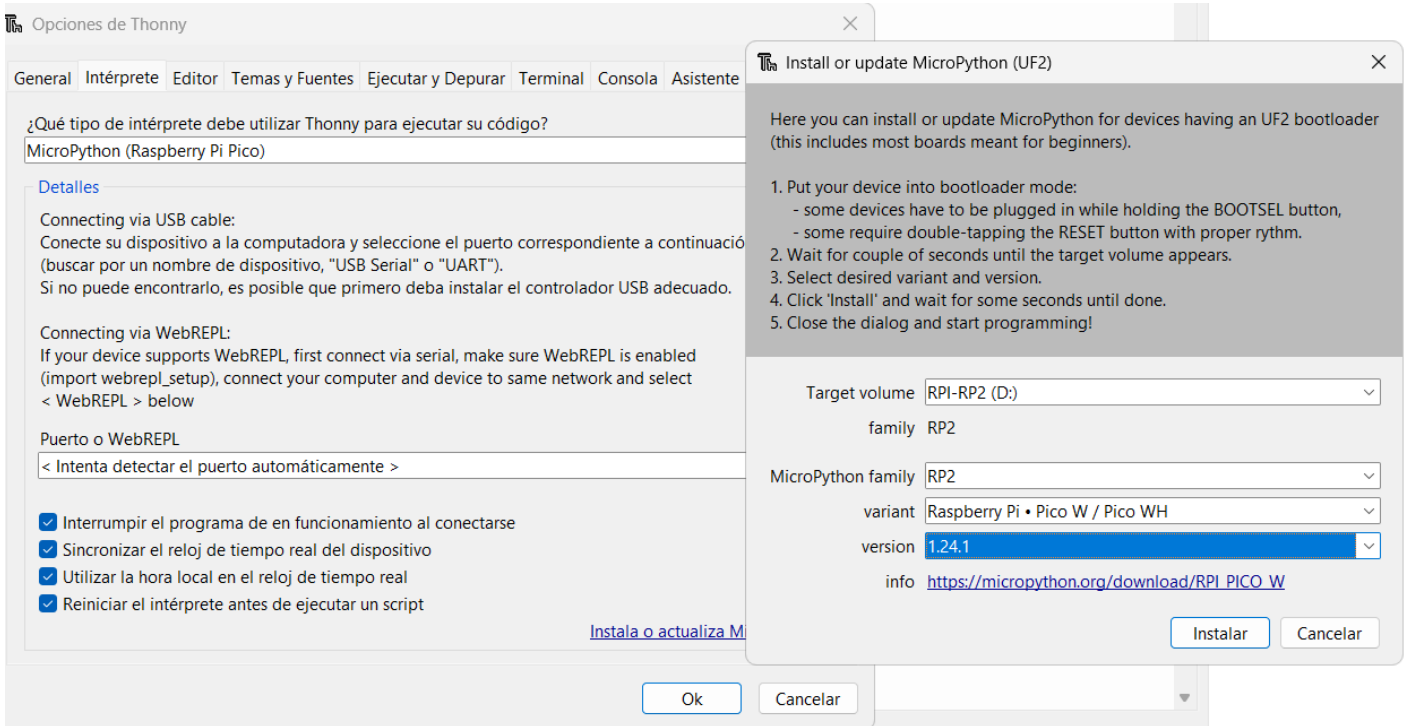 Opciones de Thonny
General Intérprete Editor Temas y Fuentes Ejecutar y Depurar Terminal Consola Asistente
¿Qué tipo de intérprete debe utilizar Thonny para ejecutar su código?
MicroPython (Raspberry Pi Pico)
Detalles
Connecting via USB cable:
Conecte su dispositivo a la computadora y seleccione el puerto correspondiente a continuació
(buscar por un nombre de dispositivo, "USB Serial" o "UART").
Si no puede encontrarlo, es posible que primero deba instalar el controlador USB adecuado.
Connecting via WebREPL:
If your device supports WebREPL, first connect via serial, make sure WebREPL is enabled
(import webrepl_setup), connect your computer and device to same network and select
< WebREPL > below
Puerto o WebREPL
< Intenta detectar el puerto automáticamente >
Interrumpir el programa de en funcionamiento al conectarse
Sincronizar el reloj de tiempo real del dispositivo
Utilizar la hora local en el reloj de tiempo real
Reiniciar el intérprete antes de ejecutar un script
Instala o actualiza Mi
Ok Cancelar
Install or update MicroPython (UF2)
Here you can install or update MicroPython for devices having an UF2 bootloader
(this includes most boards meant for beginners).
1. Put your device into bootloader mode:
- some devices have to be plugged in while holding the BOOTSEL button,
- some require double-tapping the RESET button with proper rythm.
2. Wait for couple of seconds until the target volume appears.
3. Select desired variant and version.
4. Click 'Install' and wait for some seconds until done.
5. Close the dialog and start programming!
Target volume RPI-RP2 (D:)
family RP2
MicroPython family RP2
variant Raspberry Pi • Pico W / Pico WH
version 1.24.1
info https://micropython.org/download/RPI_PICO_W
Instalar Cancelar